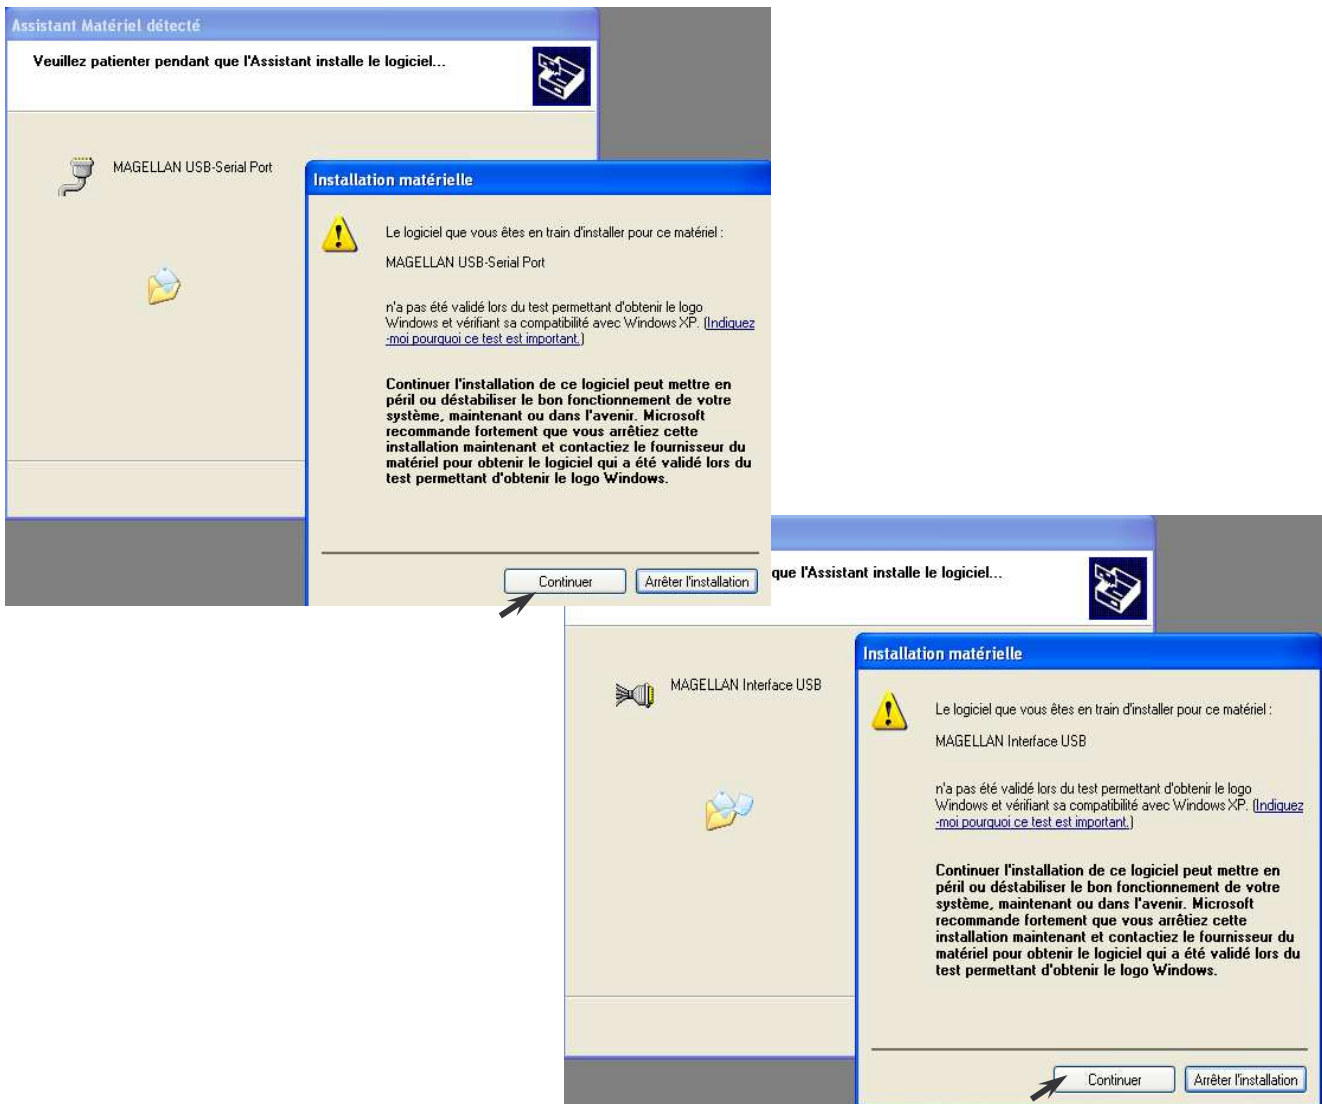 Assistant Matériel détecté
Veuillez patienter pendant que l'Assistant installe le logiciel...
MAGELLAN USB-Serial Port
Installation matérielle
Le logiciel que vous êtes en train d'installer pour ce matériel :
MAGELLAN USB-Serial Port
n'a pas été validé lors du test permettant d'obtenir le logo
Windows et vérifiant sa compatibilité avec Windows XP. (Indiquez
-moi pourquoi ce test est important.)
Continuer l'installation de ce logiciel peut mettre en
péril ou déstabiliser le bon fonctionnement de votre
système, maintenant ou dans l'avenir. Microsoft
recommande fortement que vous arrêtiez cette
installation maintenant et contactiez le fournisseur du
matériel pour obtenir le logiciel qui a été validé lors du
test permettant d'obtenir le logo Windows.
Continuer
Arrêter l'installation
que l'Assistant installe le logiciel...
MAGELLAN Interface USB
Installation matérielle
Le logiciel que vous êtes en train d'installer pour ce matériel :
MAGELLAN Interface USB
n'a pas été validé lors du test permettant d'obtenir le logo
Windows et vérifiant sa compatibilité avec Windows XP. (Indiquez
-moi pourquoi ce test est important.)
Continuer l'installation de ce logiciel peut mettre en
péril ou déstabiliser le bon fonctionnement de votre
système, maintenant ou dans l'avenir. Microsoft
recommande fortement que vous arrêtiez cette
installation maintenant et contactiez le fournisseur du
matériel pour obtenir le logiciel qui a été validé lors du
test permettant d'obtenir le logo Windows.
Continuer
Arrêter l'installation